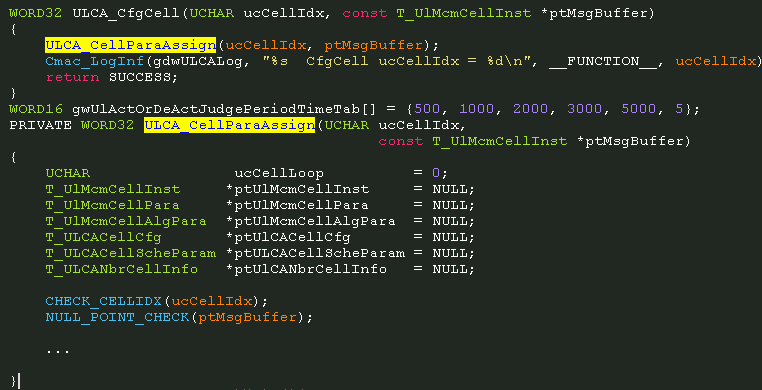 WORD32 ULCA_CfgCell(UCHAR ucCellIdx, const T_UlMcmCellInst *ptMsgBuffer)
{
    ULCA_CellParaAssign(ucCellIdx, ptMsgBuffer);
    Cmac_LogInf(gdwULCALog, "%s  CfgCell ucCellIdx = %d\n", __FUNCTION__, ucCellIdx)
    return SUCCESS;
}
WORD16 gwUlActOrDeActJudgePeriodTimeTab[] = {500, 1000, 2000, 3000, 5000, 5};
PRIVATE WORD32 ULCA_CellParaAssign(UCHAR ucCellIdx,
                                         const T_UlMcmCellInst *ptMsgBuffer)
{
    UCHAR                ucCellLoop          = 0;
    T_UlMcmCellInst     *ptUlMcmCellInst     = NULL;
    T_UlMcmCellPara     *ptUlMcmCellPara     = NULL;
    T_UlMcmCellAlgPara  *ptUlMcmCellAlgPara  = NULL;
    T_ULCACellCfg       *ptULCACellCfg       = NULL;
    T_ULCACellScheParam *ptULCACellScheParam = NULL;
    T_ULCANbrCellInfo   *ptUlCANbrCellInfo   = NULL;

    CHECK_CELLIDX(ucCellIdx);
    NULL_POINT_CHECK(ptMsgBuffer);

    ...

}